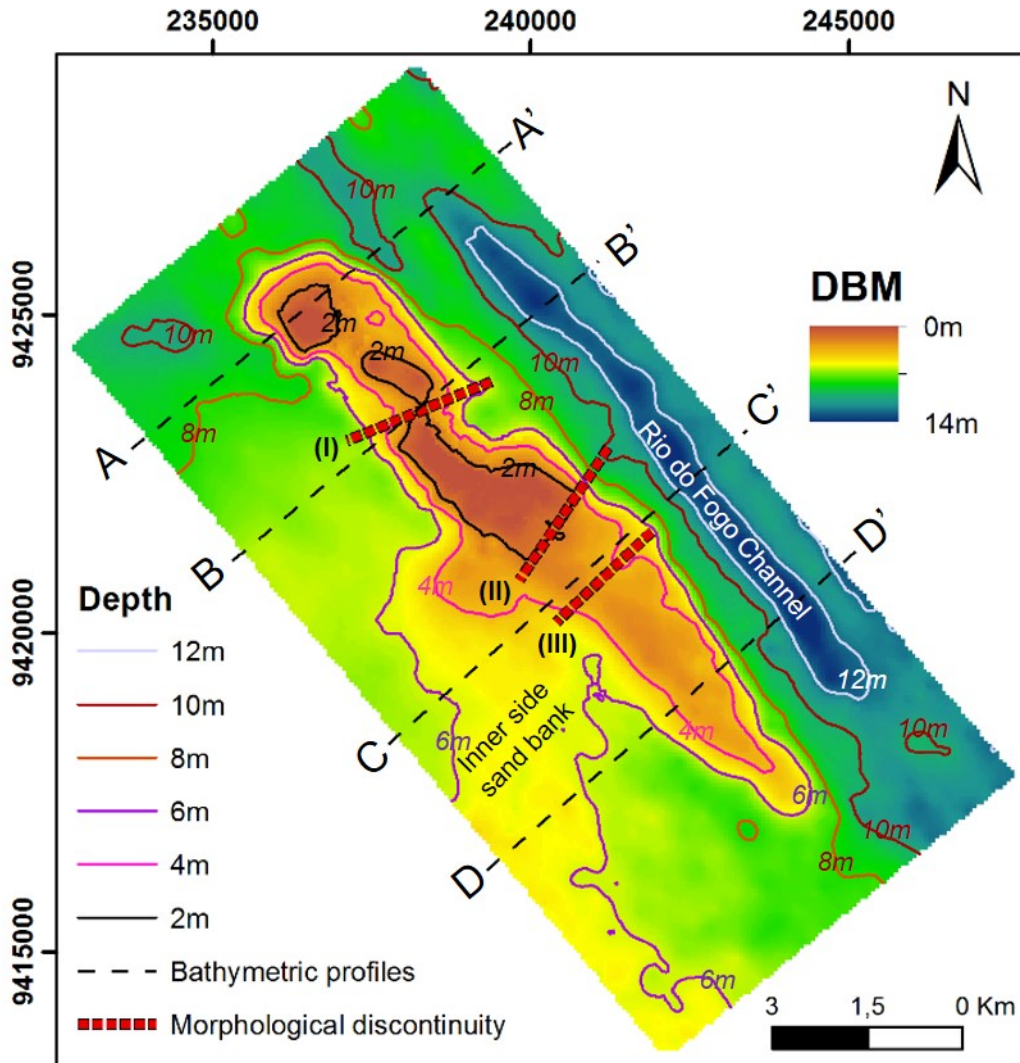 235000
240000
245000
9425000
9420000
9415000
A'
N
10m
B'
DBM
0m
14m
2m
10m
2m
10m
8m
8m
A
(I)
2m
C'
Rio do Fogo Channel
B
D'
4m
(II)
(III)
12m
Depth
12m
10m
8m
6m
4m
2m
Bathymetric profiles
Morphological discontinuity
10m
6m
Inner side
sand bank
4m
C
6m
10m
8m
D
6m
3
1,5
0 Km